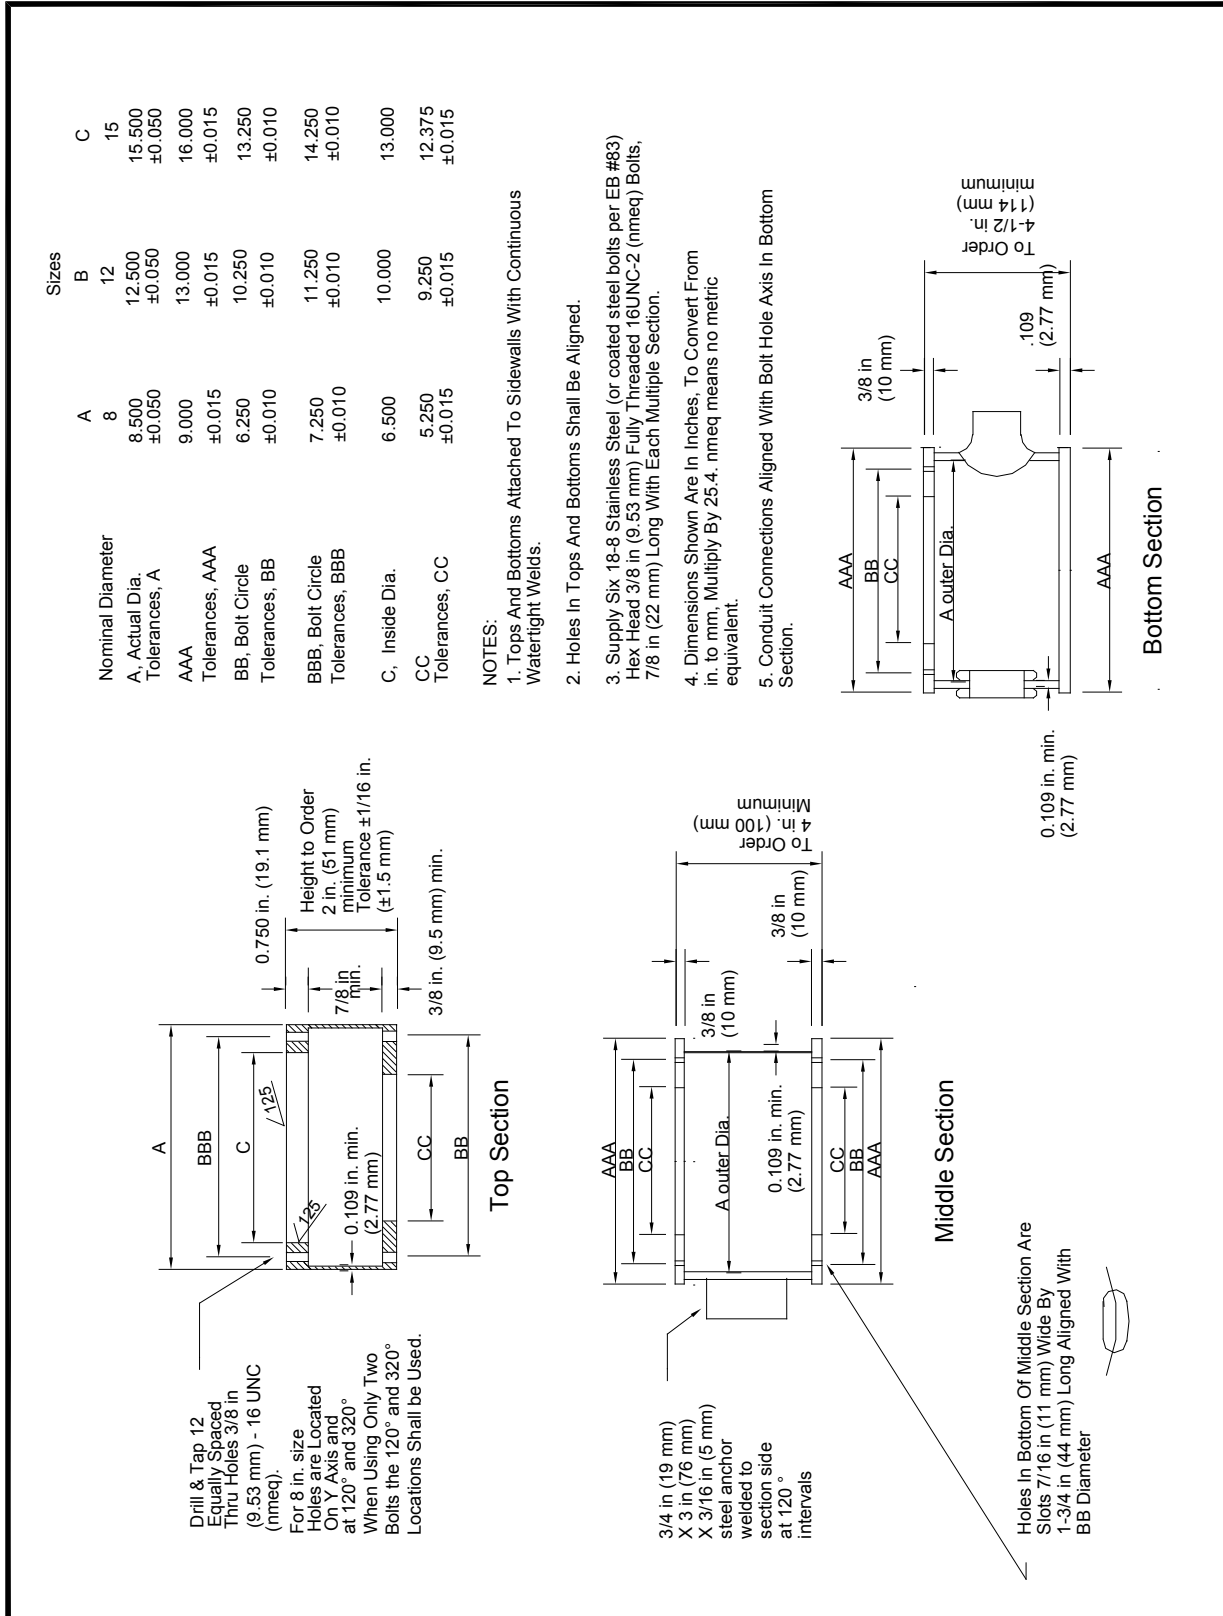 Drill & Tap 12
Equally Spaced
Thru Holes 3/8 in
(9.53 mm) - 16 UNC
(nmeq).
For 8 in. size
Holes are Located
On Y Axis and
at 120° and 320°
When Using Only Two
Bolts the 120° and 320°
Locations Shall be Used.
A
BBB
C
125
125
0.109 in. min.
(2.77 mm)
CC
BB
0.750 in. (19.1 mm)
7/8 in
min.
Height to Order
2 in. (51 mm)
minimum
Tolerance ±1/16 in.
(±1.5 mm)
3/8 in. (9.5 mm) min.
Top Section
Sizes
A B C
Nominal Diameter 8 12 15
A, Actual Dia. 8.500 12.500 15.500
Tolerances, A ±0.050 ±0.050 ±0.050
AAA 9.000 13.000 16.000
Tolerances, AAA ±0.015 ±0.015 ±0.015
BB, Bolt Circle 6.250 10.250 13.250
Tolerances, BB ±0.010 ±0.010 ±0.010
BBB, Bolt Circle 7.250 11.250 14.250
Tolerances, BBB ±0.010 ±0.010 ±0.010
C, Inside Dia. 6.500 10.000 13.000
CC 5.250 9.250 12.375
Tolerances, CC ±0.015 ±0.015 ±0.015
NOTES:
1. Tops And Bottoms Attached To Sidewalls With Continuous
Watertight Welds.
2. Holes In Tops And Bottoms Shall Be Aligned.
3. Supply Six 18-8 Stainless Steel (or coated steel bolts per EB #83)
Hex Head 3/8 in (9.53 mm) Fully Threaded 16UNC-2 (nmeq) Bolts,
7/8 in (22 mm) Long With Each Multiple Section.
4. Dimensions Shown Are In Inches, To Convert From
in. to mm, Multiply By 25.4. nmeq means no metric
equivalent.
5. Conduit Connections Aligned With Bolt Hole Axis In Bottom
Section.
3/4 in (19 mm)
X 3 in (76 mm)
X 3/16 in (5 mm)
steel anchor
welded to
section side
at 120 °
intervals
AAA
BB
CC
A outer Dia.
3/8 in
(10 mm)
0.109 in. min.
(2.77 mm)
3/8 in
(10 mm)
To Order
4 in. (100 mm)
Minimum
CC
BB
AAA
Middle Section
Holes In Bottom Of Middle Section Are
Slots 7/16 in (11 mm) Wide By
1-3/4 in (44 mm) Long Aligned With
BB Diameter
AAA
BB
CC
A outer Dia.
3/8 in
(10 mm)
To Order
4-1/2 in.
(114 mm)
minimum
.109
(2.77 mm)
0.109 in. min.
(2.77 mm)
AAA
Bottom Section